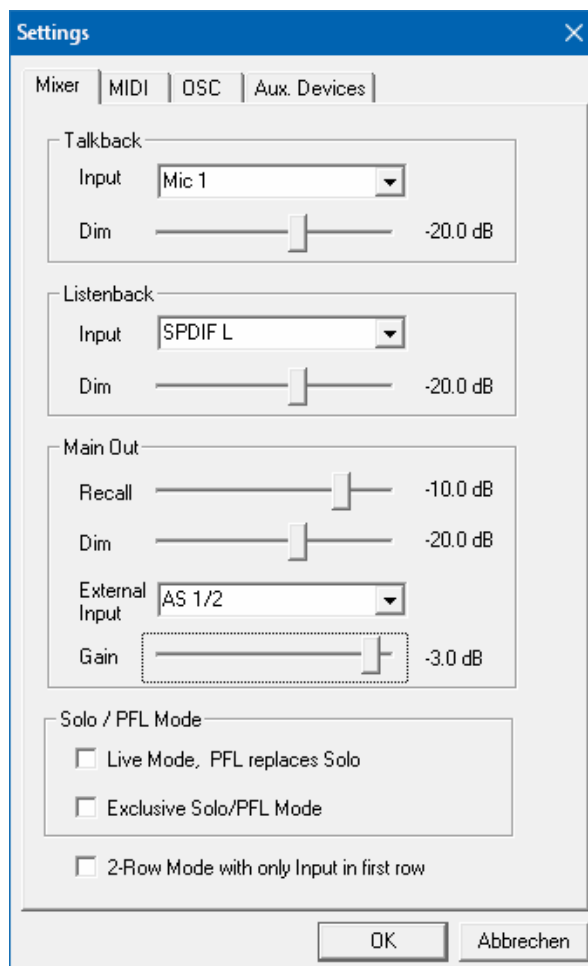 Settings
Mixer MIDI OSC Aux. Devices
Talkback
Input Mic 1
Dim -20.0 dB
Listenback
Input SPDIF L
Dim -20.0 dB
Main Out
Recall -10.0 dB
Dim -20.0 dB
External
Input AS 1/2
Gain -3.0 dB
Solo / PFL Mode
Live Mode, PFL replaces Solo
Exclusive Solo/PFL Mode
2-Row Mode with only Input in first row
OK Abbrechen